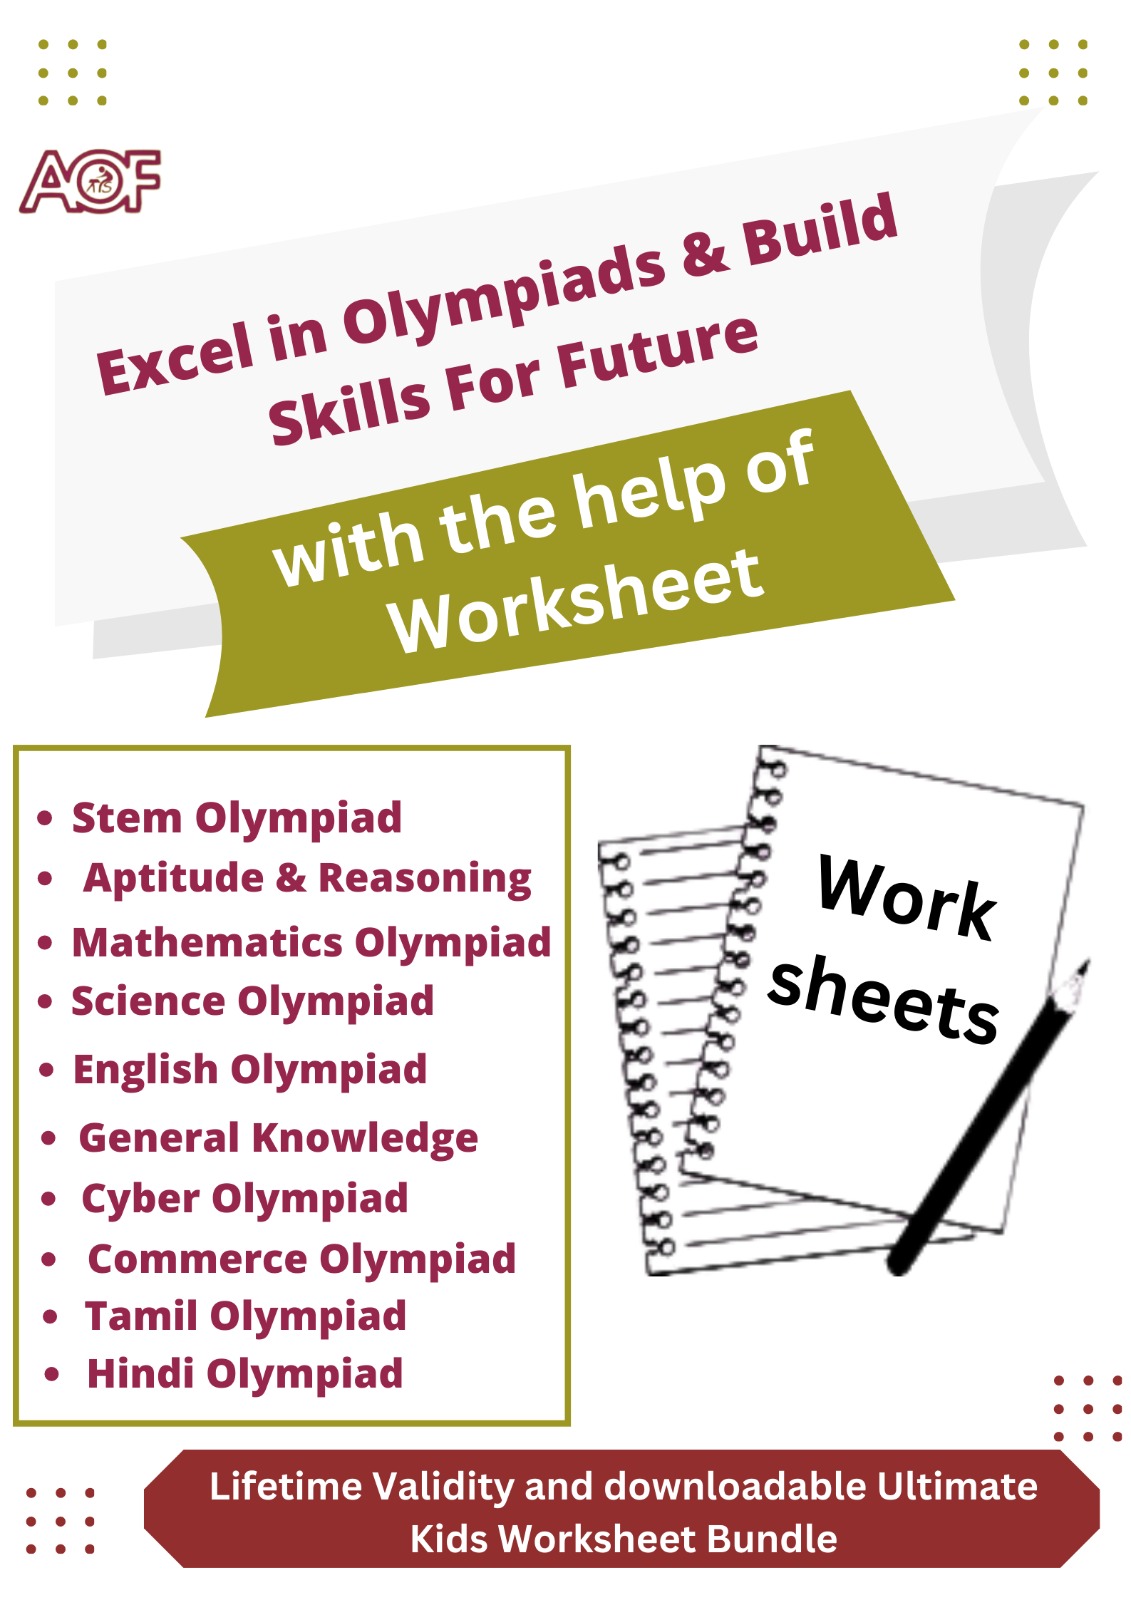 AOF
ATS
Excel in Olympiads & Build
Skills For Future
with the help of
Worksheet
• Stem Olympiad
• Aptitude & Reasoning
• Mathematics Olympiad
• Science Olympiad
• English Olympiad
• General Knowledge
• Cyber Olympiad
• Commerce Olympiad
• Tamil Olympiad
• Hindi Olympiad
Work
sheets
Lifetime Validity and downloadable Ultimate
Kids Worksheet Bundle